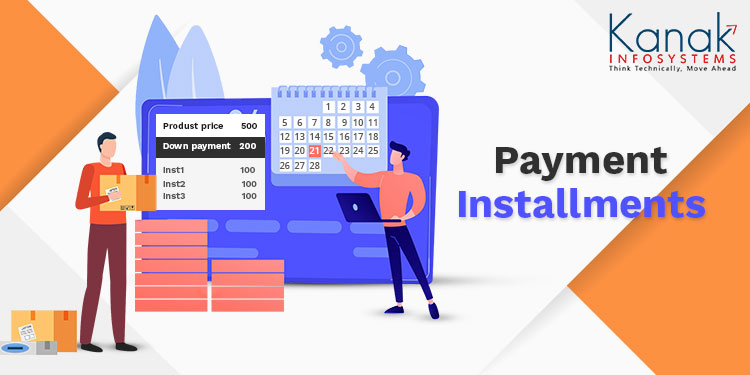 Kanak
INFOSYSTEMS
Think Technically, Move Ahead
Produst price 500
Down payment 200
Inst1 100
Inst2 100
Inst3 100
1 2 3 4
5 6 7 8 9 10 11
12 13 14 15 16 17 18
19 20 21 22 23 24 25
26 27 28
Payment
Installments